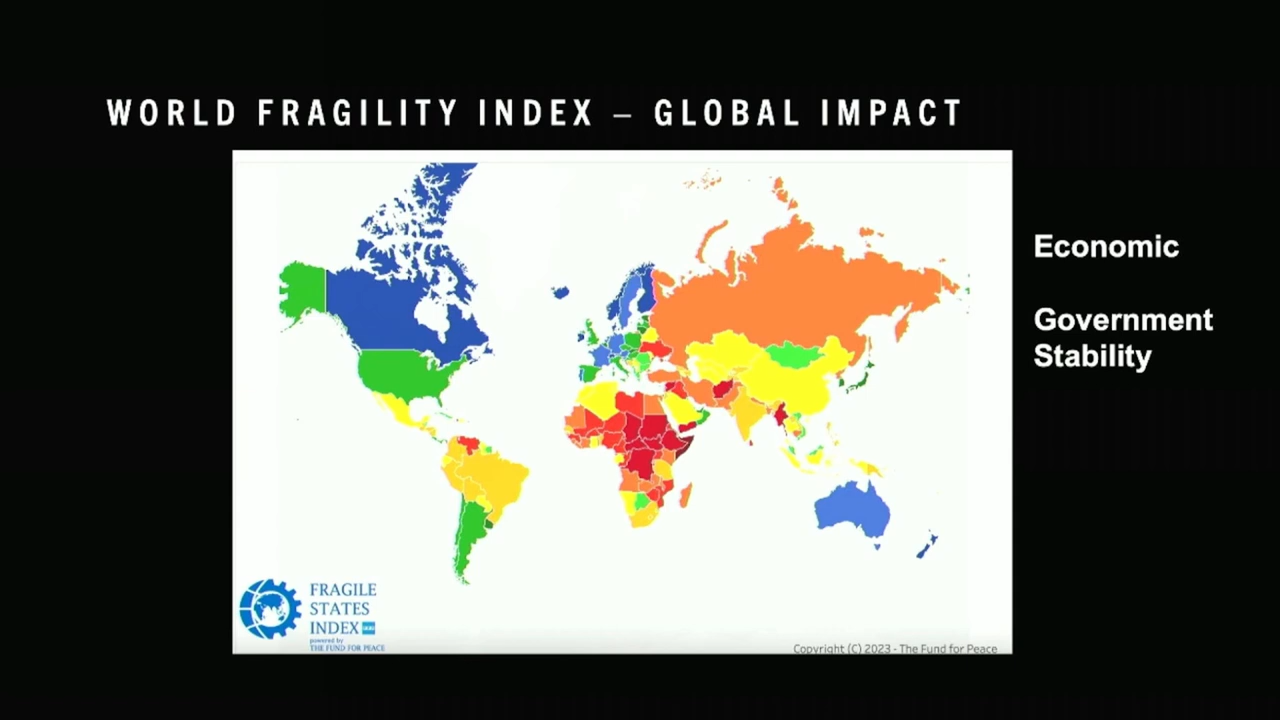 WORLD FRAGILITY INDEX – GLOBAL IMPACT
Economic
Government
Stability
FRAGILE
STATES
INDEX
powered by
THE FUND FOR PEACE
Copyright (C) 2023 - The Fund for Peace